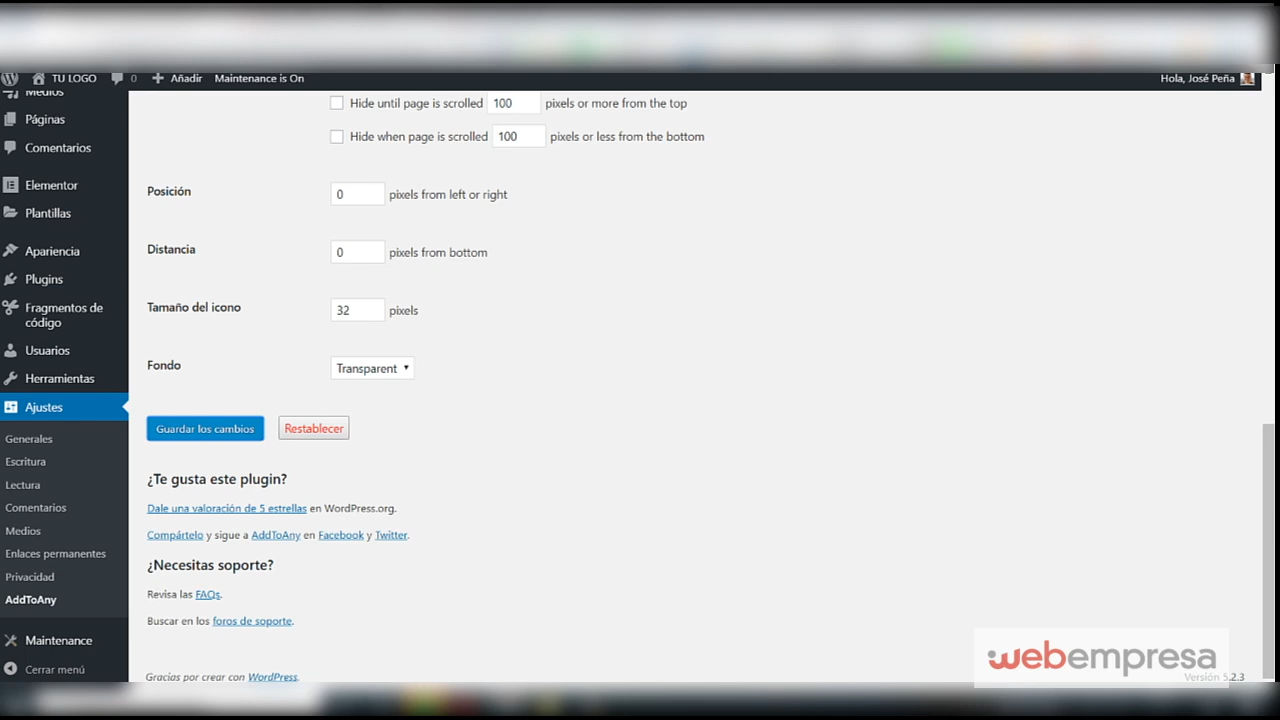 TU LOGO 0 Añadir Maintenance is On Hola, José Peña
Medios
Páginas
Comentarios
Elementor
Plantillas
Apariencia
Plugins
Fragmentos de
código
Usuarios
Herramientas
Ajustes
Generales
Escritura
Lectura
Comentarios
Medios
Enlaces permanentes
Privacidad
AddToAny
Maintenance
Cerrar menú
Hide until page is scrolled 100 pixels or more from the top
Hide when page is scrolled 100 pixels or less from the bottom
Posición 0 pixels from left or right
Distancia 0 pixels from bottom
Tamaño del icono 32 pixels
Fondo Transparent
Guardar los cambios Restablecer
¿Te gusta este plugin?
Dale una valoración de 5 estrellas en WordPress.org.
Compártelo y sigue a AddToAny en Facebook y Twitter.
¿Necesitas soporte?
Revisa las FAQs.
Buscar en los foros de soporte.
Gracias por crear con WordPress.
webempresa
Versión 5.2.3